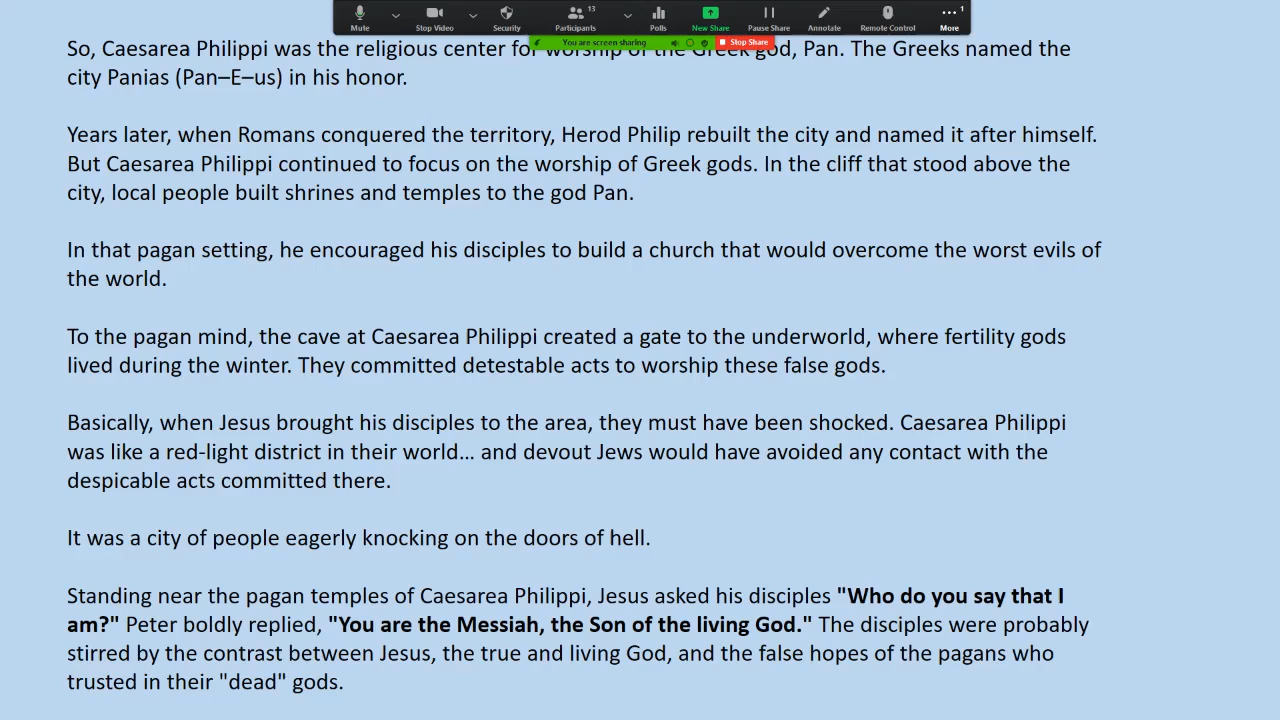 Mute
Stop Video
Security
Participants
13
Polls
New Share
Pause Share
Annotate
Remote Control
More
1
You are screen sharing
Stop Share
So, Caesarea Philippi was the religious center for worship of the Greek god, Pan. The Greeks named the
city Panias (Pan–E–us) in his honor.
Years later, when Romans conquered the territory, Herod Philip rebuilt the city and named it after himself.
But Caesarea Philippi continued to focus on the worship of Greek gods. In the cliff that stood above the
city, local people built shrines and temples to the god Pan.
In that pagan setting, he encouraged his disciples to build a church that would overcome the worst evils of
the world.
To the pagan mind, the cave at Caesarea Philippi created a gate to the underworld, where fertility gods
lived during the winter. They committed detestable acts to worship these false gods.
Basically, when Jesus brought his disciples to the area, they must have been shocked. Caesarea Philippi
was like a red-light district in their world… and devout Jews would have avoided any contact with the
despicable acts committed there.
It was a city of people eagerly knocking on the doors of hell.
Standing near the pagan temples of Caesarea Philippi, Jesus asked his disciples "Who do you say that I
am?" Peter boldly replied, "You are the Messiah, the Son of the living God." The disciples were probably
stirred by the contrast between Jesus, the true and living God, and the false hopes of the pagans who
trusted in their "dead" gods.